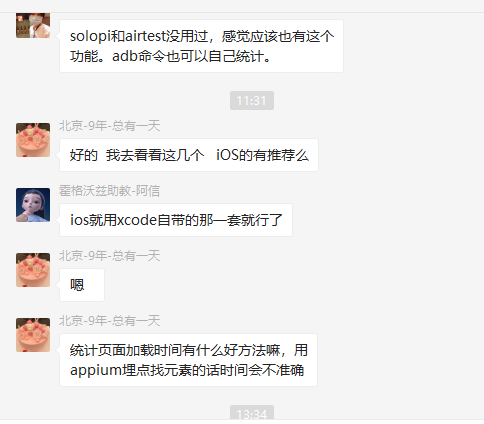 solopi和airtest没用过，感觉应该也有这个
功能。adb命令也可以自己统计。
11:31
北京-9年-总有一天
好的  我去看看这几个   iOS的有推荐么
霍格沃兹助教-阿信
ios就用xcode自带的那一套就行了
北京-9年-总有一天
嗯
北京-9年-总有一天
统计页面加载时间有什么好方法嘛，用
appium埋点找元素的话时间会不准确
13:34